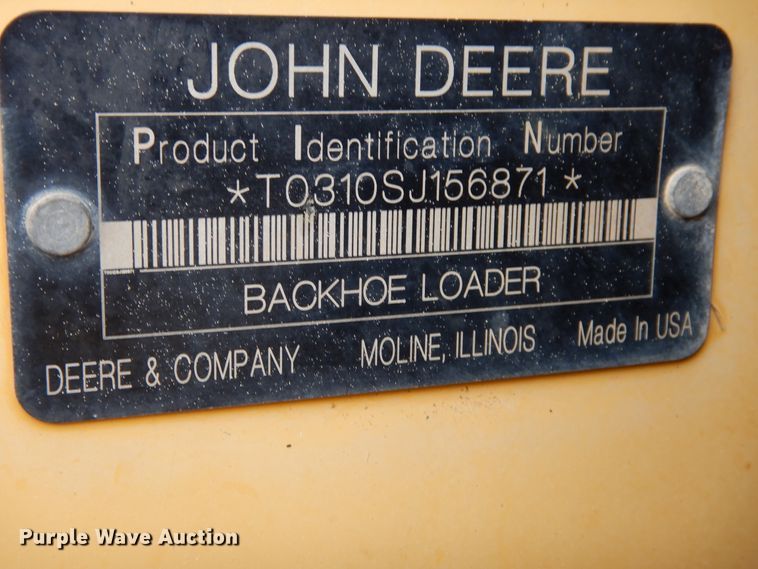 JOHN DEERE
Product Identification Number
*T0310SJ156871*
BACKHOE LOADER
DEERE & COMPANY MOLINE, ILLINOIS Made In USA
Purple Wave Auction